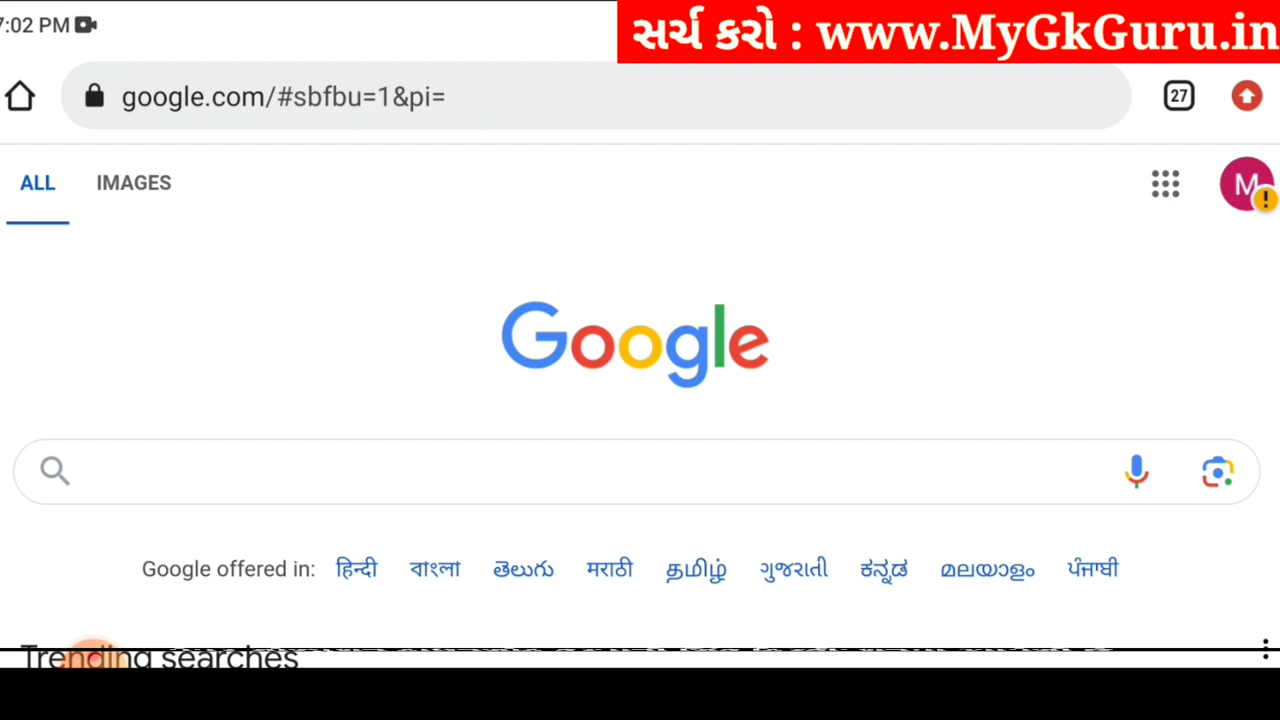 7:02 PM
સર્ચ કરો : www.MyGkGuru.in
google.com/#sbfbu=1&pi=
27
ALL IMAGES
M
Google
Google offered in: हिन्दी বাংলা తెలుగు मराठी தமிழ் ગુજરાતી ಕನ್ನಡ മലയാളം ਪੰਜਾਬੀ
Trending searches